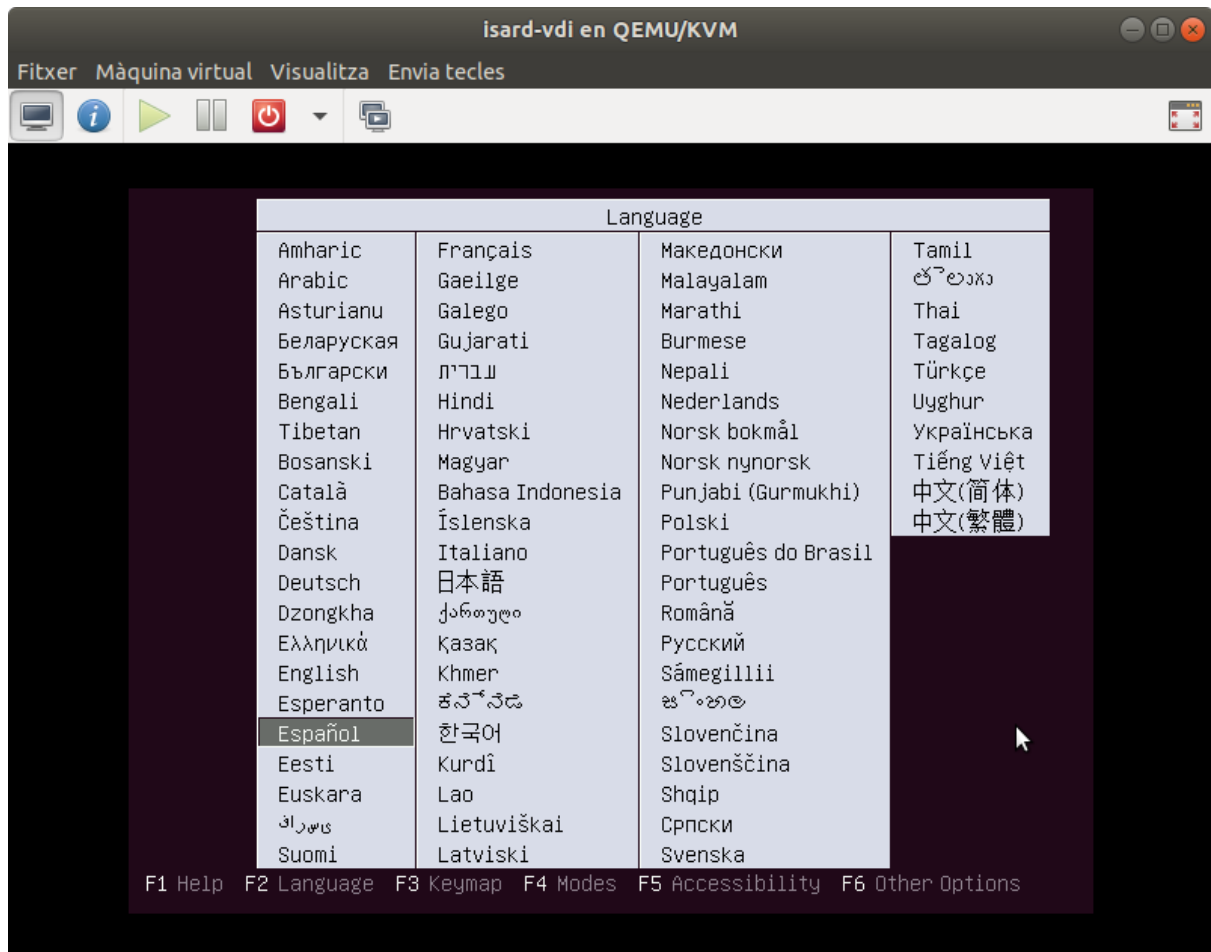 isard-vdi en QEMU/KVM
Fitxer Màquina virtual Visualitza Envia tecles
Language
Amharic
Arabic
Asturianu
Беларуская
Български
Bengali
Tibetan
Bosanski
Català
Čeština
Dansk
Deutsch
Dzongkha
Ελληνικά
English
Esperanto
Español
Eesti
Euskara
فارسی
Suomi
Français
Gaeilge
Galego
Gujarati
עברית
Hindi
Hrvatski
Magyar
Bahasa Indonesia
Íslenska
Italiano
日本語
ქართული
Қазақ
Khmer
ಕನ್ನಡ
한국어
Kurdî
Lao
Lietuviškai
Latviski
Македонски
Malayalam
Marathi
Burmese
Nepali
Nederlands
Norsk bokmål
Norsk nynorsk
Punjabi (Gurmukhi)
Polski
Português do Brasil
Português
Română
Русский
Sámegillii
සිංහල
Slovenčina
Slovenščina
Shqip
Српски
Svenska
Tamil
తెలుగు
Thai
Tagalog
Türkçe
Uyghur
Українська
Tiếng Việt
中文(简体)
中文(繁體)
F1 Help F2 Language F3 Keymap F4 Modes F5 Accessibility F6 Other Options